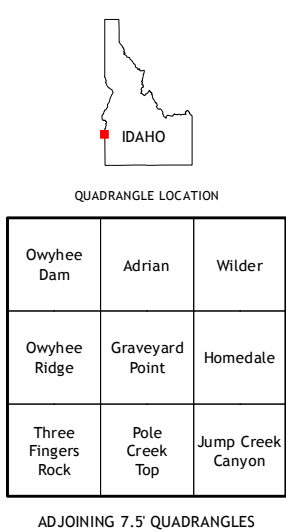 IDAHO
QUADRANGLE LOCATION
Owyhee
Dam
Adrian
Wilder
Owyhee
Ridge
Graveyard
Point
Homedale
Three
Fingers
Rock
Pole
Creek
Top
Jump Creek
Canyon
ADJOINING 7.5' QUADRANGLES